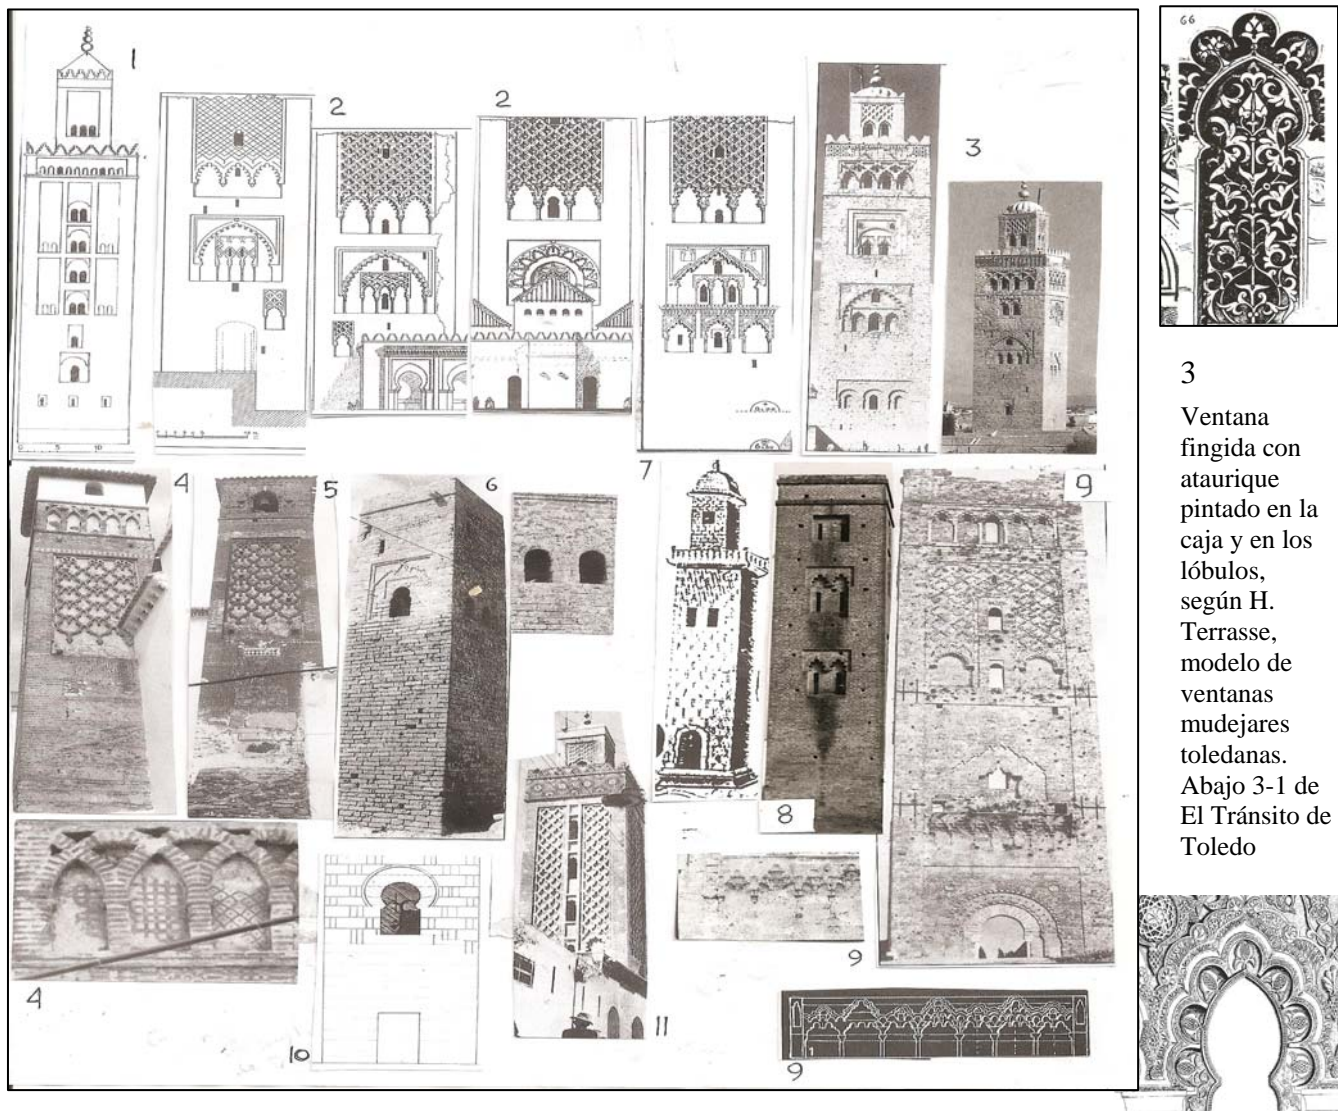 1
2
2
3
4
5
6
7
8
9
4
10
11
9
9
66
3
Ventana
fingida con
ataurique
pintado en la
caja y en los
lóbulos,
según H.
Terrasse,
modelo de
ventanas
mudejares
toledanas.
Abajo 3-1 de
El Tránsito de
Toledo